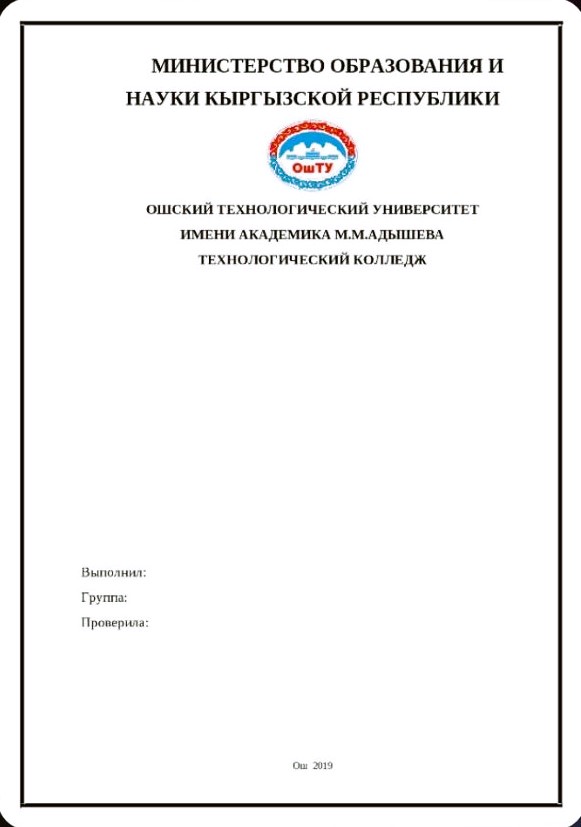 МИНИСТЕРСТВО ОБРАЗОВАНИЯ И
НАУКИ КЫРГЫЗСКОЙ РЕСПУБЛИКИ
ОшТУ
ОШСКИЙ ТЕХНОЛОГИЧЕСКИЙ УНИВЕРСИТЕТ
ИМЕНИ АКАДЕМИКА М.М.АДЫШЕВА
ТЕХНОЛОГИЧЕСКИЙ КОЛЛЕДЖ
Выполнил:
Группа:
Проверила:
Ош 2019